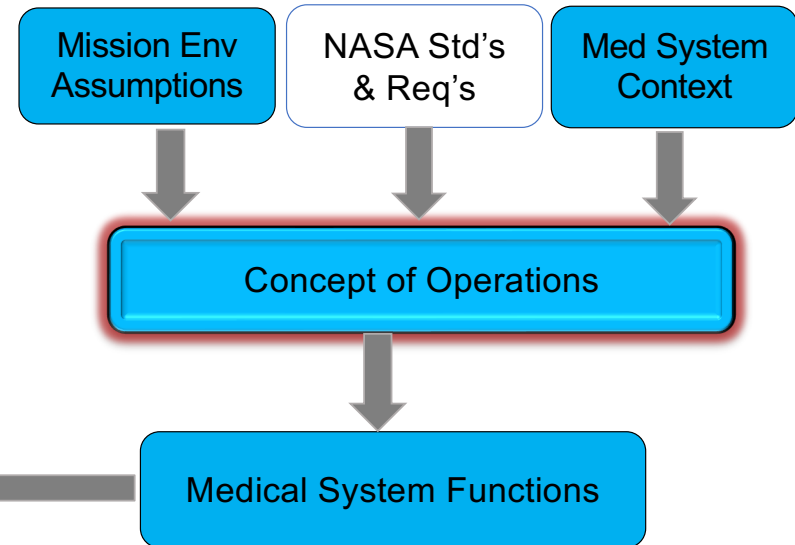 Mission Env
Assumptions
NASA Std's
& Req's
Med System
Context
Concept of Operations
Medical System Functions